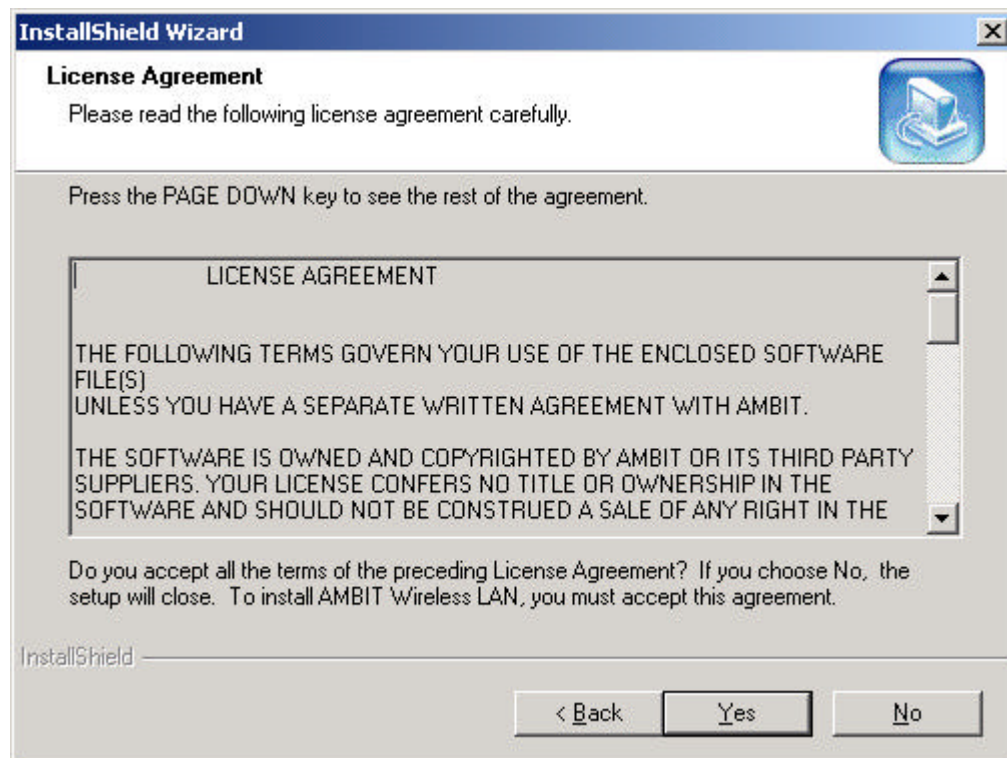 InstallShield Wizard
License Agreement
Please read the following license agreement carefully.
Press the PAGE DOWN key to see the rest of the agreement.
LICENSE AGREEMENT
THE FOLLOWING TERMS GOVERN YOUR USE OF THE ENCLOSED SOFTWARE
FILE(S)
UNLESS YOU HAVE A SEPARATE WRITTEN AGREEMENT WITH AMBIT.
THE SOFTWARE IS OWNED AND COPYRIGHTED BY AMBIT OR ITS THIRD PARTY
SUPPLIERS. YOUR LICENSE CONFERS NO TITLE OR OWNERSHIP IN THE
SOFTWARE AND SHOULD NOT BE CONSTRUED A SALE OF ANY RIGHT IN THE
Do you accept all the terms of the preceding License Agreement? If you choose No, the
setup will close. To install AMBIT Wireless LAN, you must accept this agreement.
InstallShield
< Back Yes No